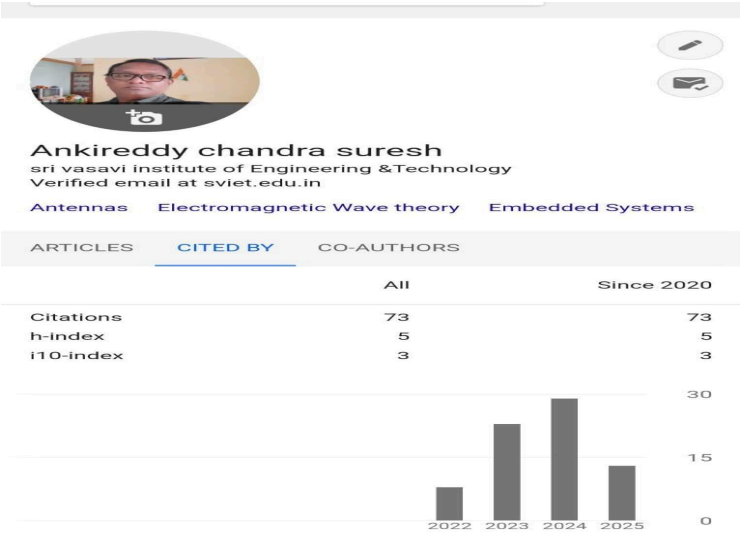 Ankireddy chandra suresh
sri vasavi institute of Engineering &Technology
Verified email at sviet.edu.in
Antennas Electromagnetic Wave theory Embedded Systems
ARTICLES CITED BY CO-AUTHORS
All Since 2020
Citations 73 73
h-index 5 5
i10-index 3 3
30
15
0
2022 2023 2024 2025